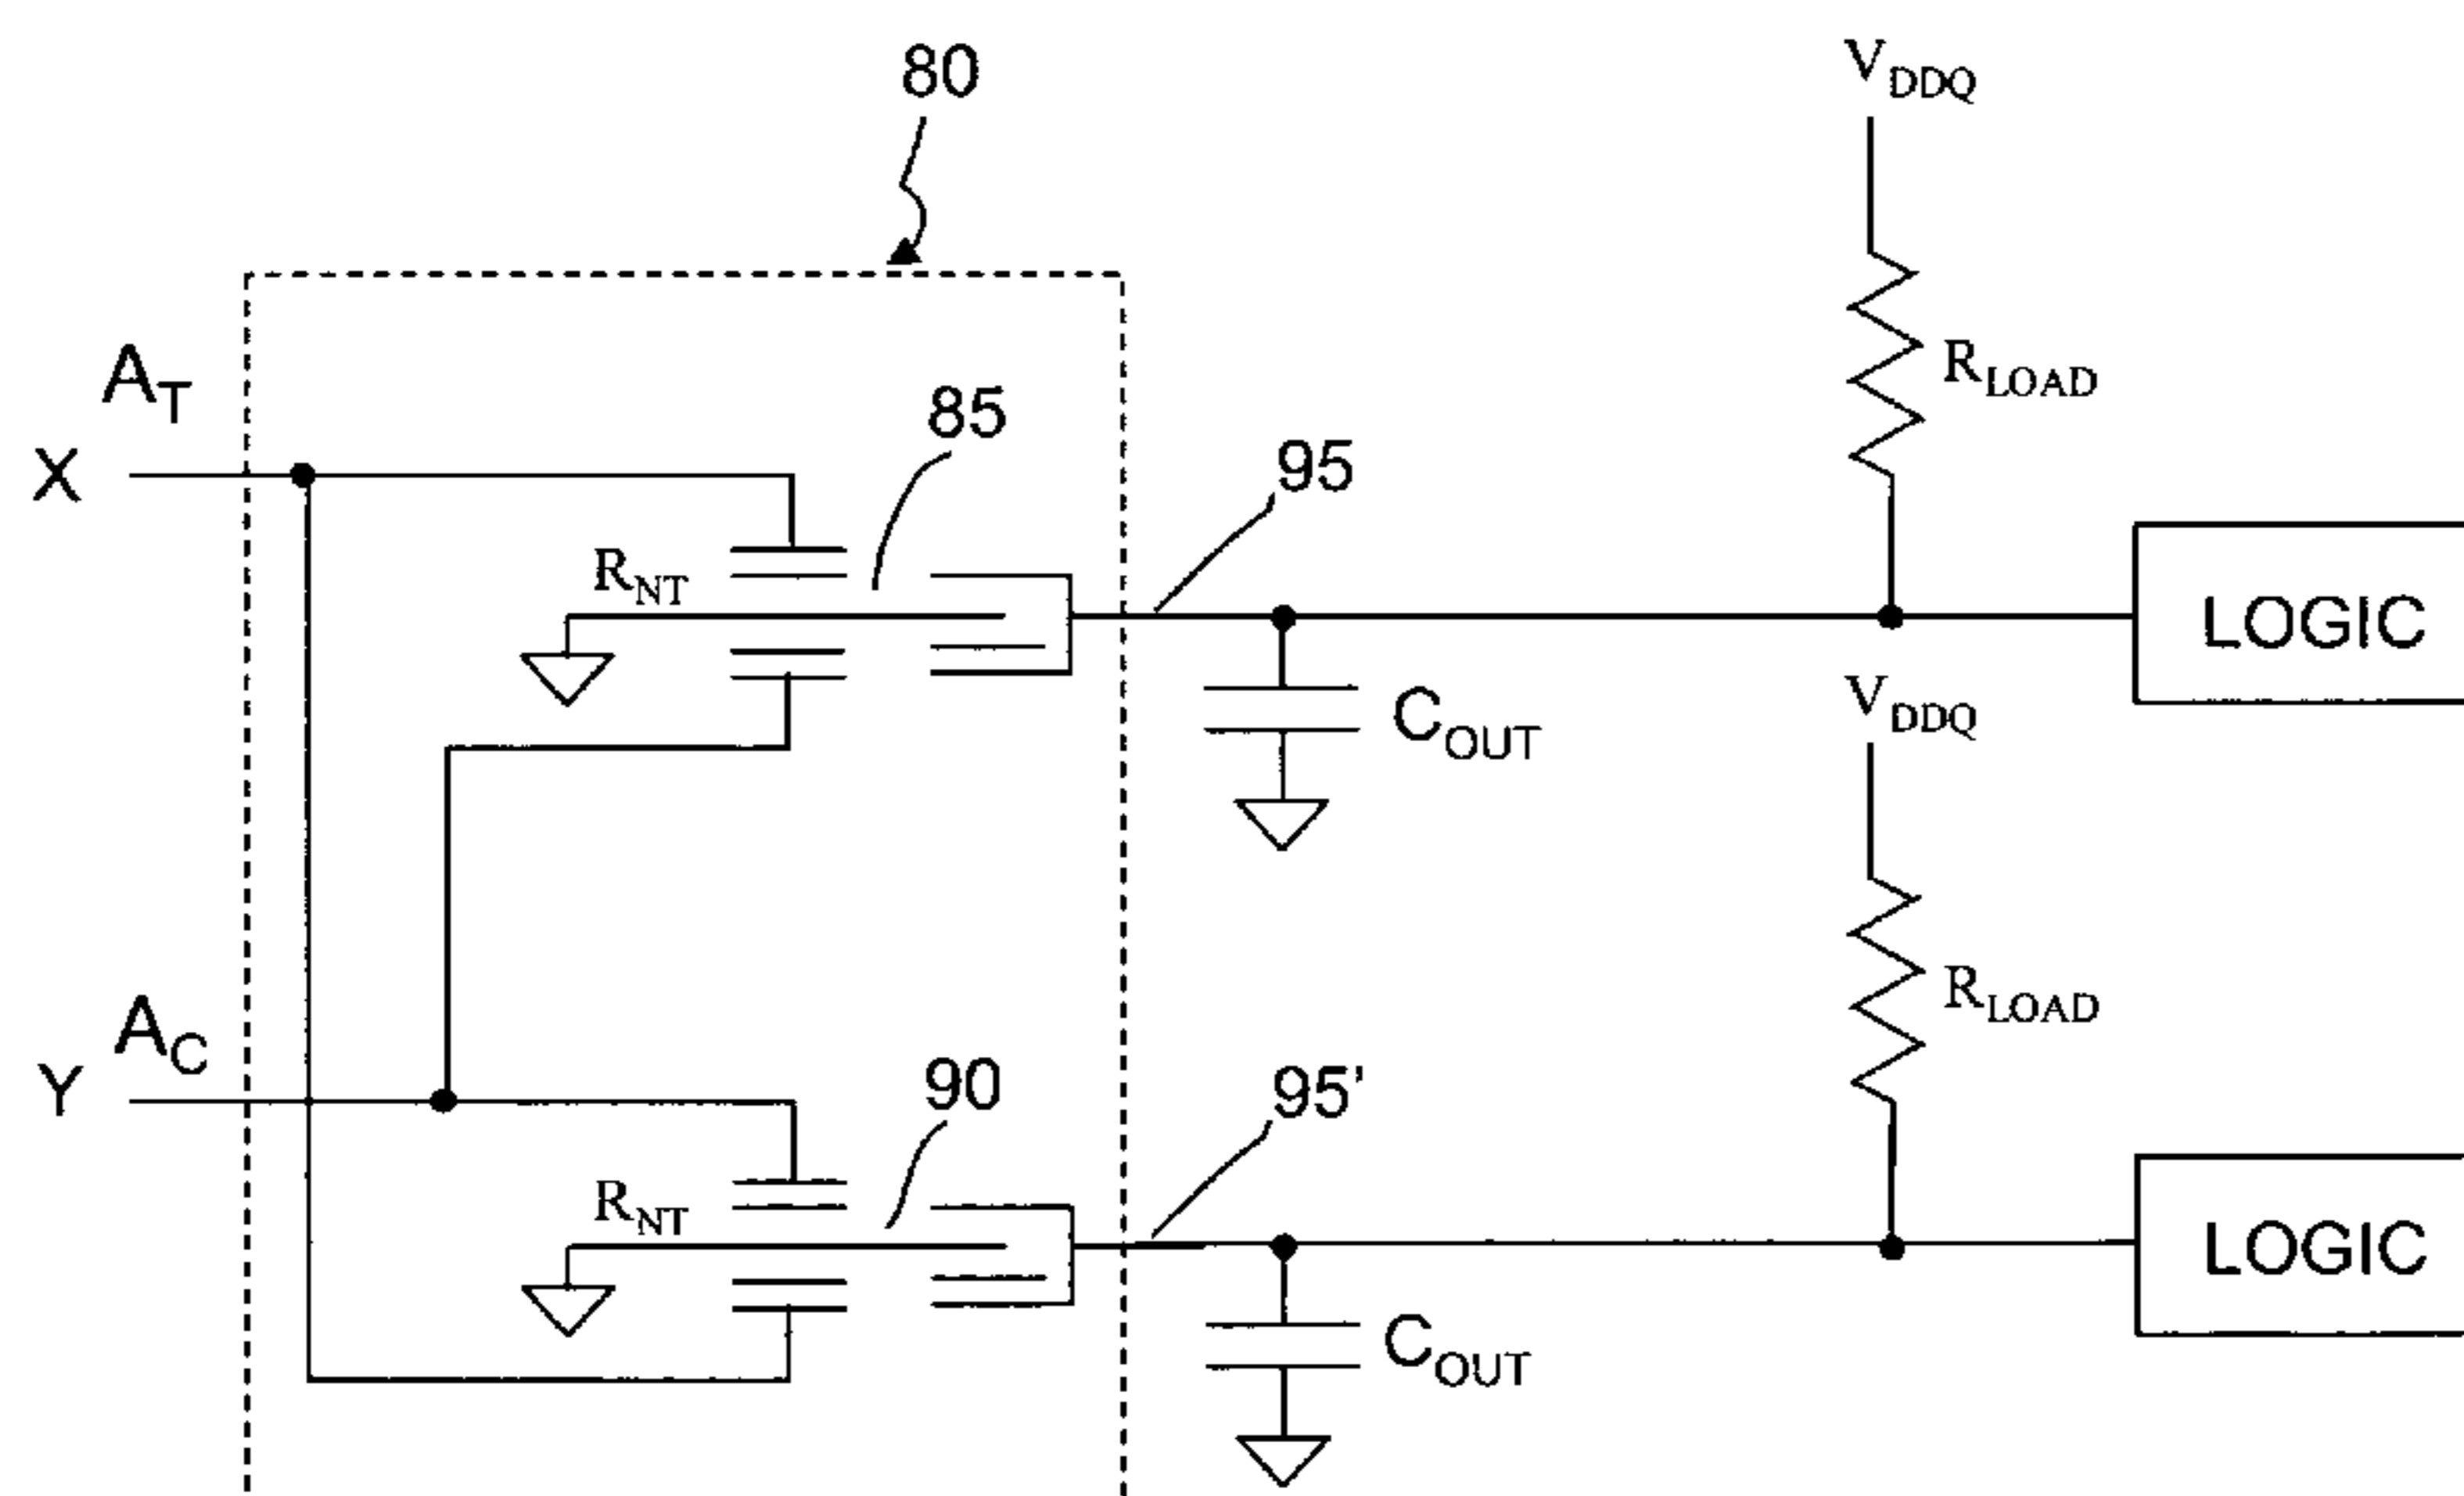 80
V_DDQ
R_LOAD
A_T
85
95
X
R_NT
LOGIC
V_DDQ
C_OUT
R_LOAD
A_C
90
95'
Y
R_NT
LOGIC
C_OUT